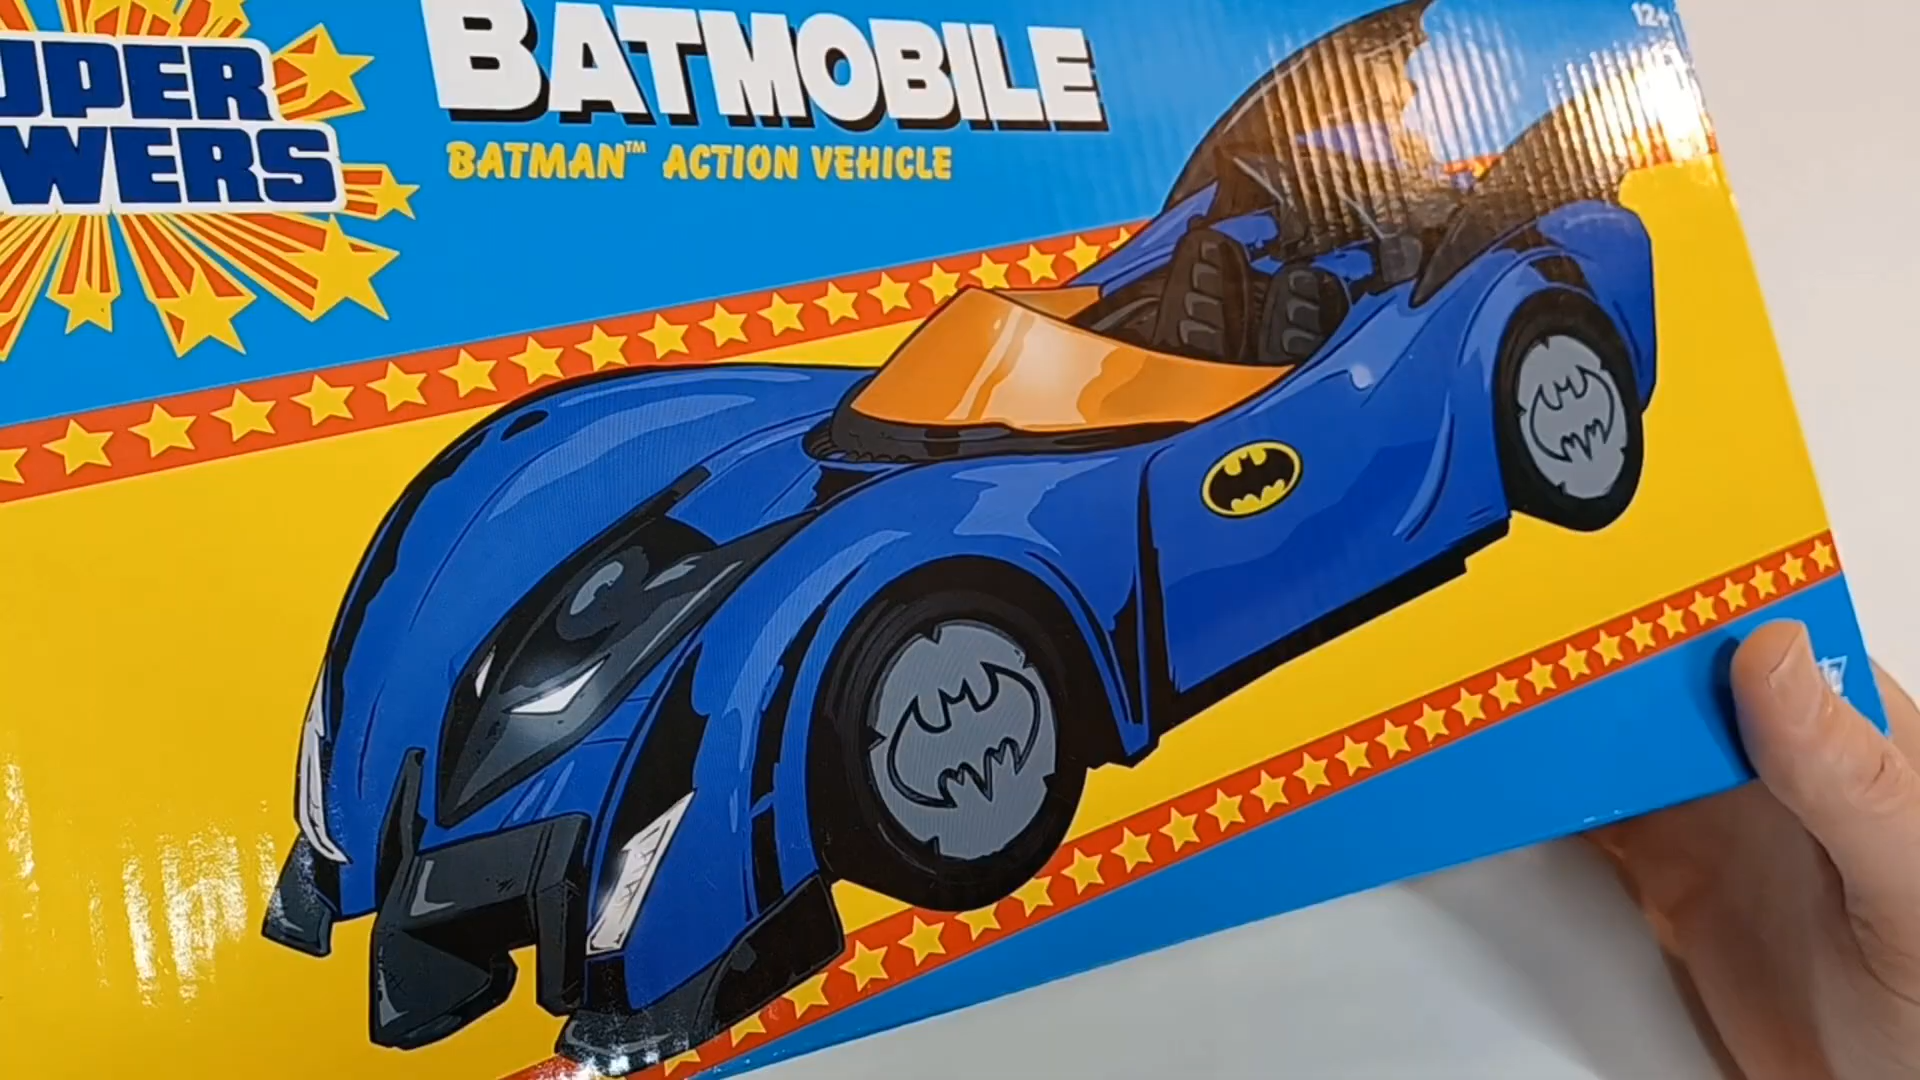 UPER
WERS
BATMOBILE
BATMAN™ ACTION VEHICLE
12+